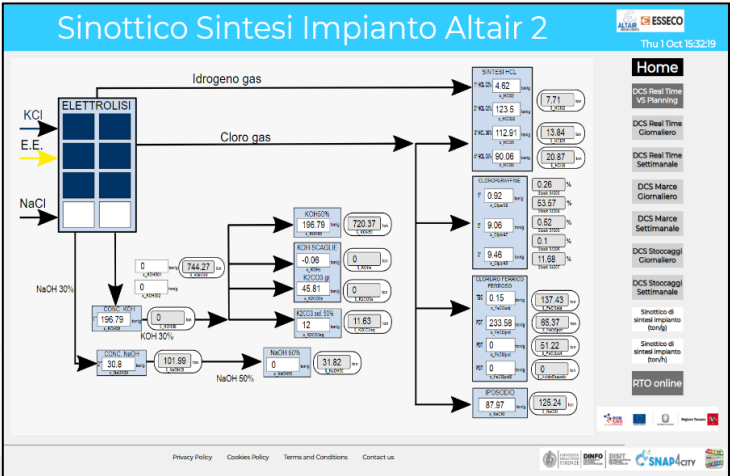 Sinottico Sintesi Impianto Altair 2
ALTAIR
ESSECO
Thu 1 Oct 15:32:19
Home
DCS Real Time
VS Planning
DCS Real Time
Giornaliero
DCS Real Time
Settimanale
DCS Marce
Giornaliero
DCS Marce
Settimanale
DCS Stoccaggi
Giornaliero
DCS Stoccaggi
Settimanale
Sinottico di
sintesi impianto
(ton/g)
Sinottico di
sintesi impianto
(ton/h)
RTO online
Idrogeno gas
Cloro gas
ELETTROLISI
KCl
E.E.
NaCl
NaOH 30%
SINTESI HCL
4.62
7.71
123.5
112.91
13.84
90.06
20.87
CLOROPARAFFINE
0.92
0.26 %
53.57
9.06
0.52 %
0.1
9.46
11.68 %
CLORURO FERRICO
FERROSO
0.15
137.43
233.58
65.37
0
51.22
0
0
IPOSODIO
87.97
125.24
KOH50%
196.79
720.37
KOH SCAGLIE
-0.06
0
K2CO3 gr.
45.81
0
K2CO3 sol. 50%
12
11.63
0
744.27
0
CONC. KOH
196.79
0
KOH 30%
CONC. NaOH
30.8
101.99
NaOH 50%
NaOH 50%
0
31.82
Privacy Policy Cookies Policy Terms and Conditions Contact us
DINFO
DISIT
SNAP4CITY